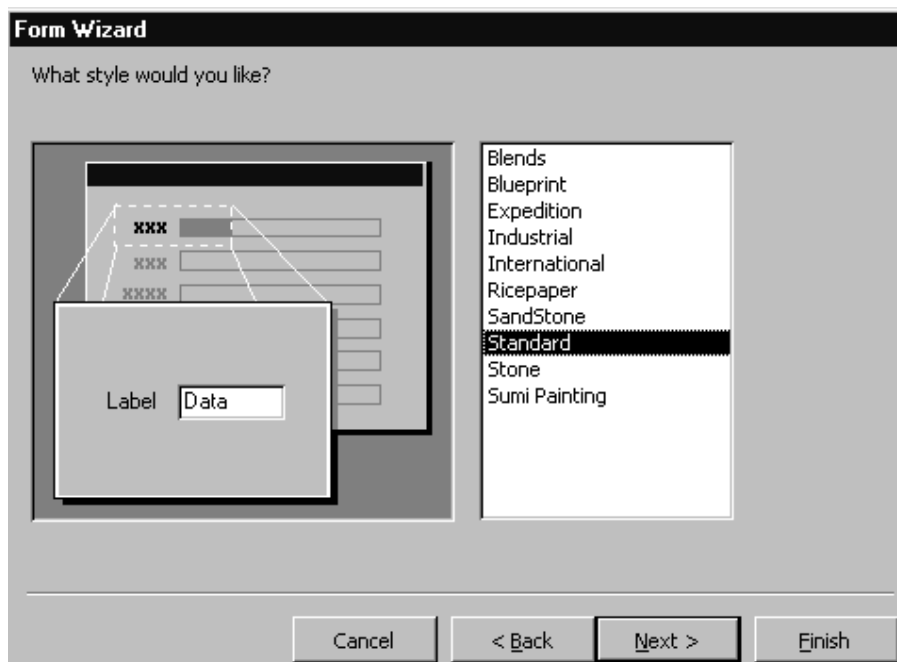 Form Wizard
What style would you like?
xxx
xxx
xxxx
Label Data
Blends
Blueprint
Expedition
Industrial
International
Ricepaper
SandStone
Standard
Stone
Sumi Painting
Cancel < Back Next > Finish